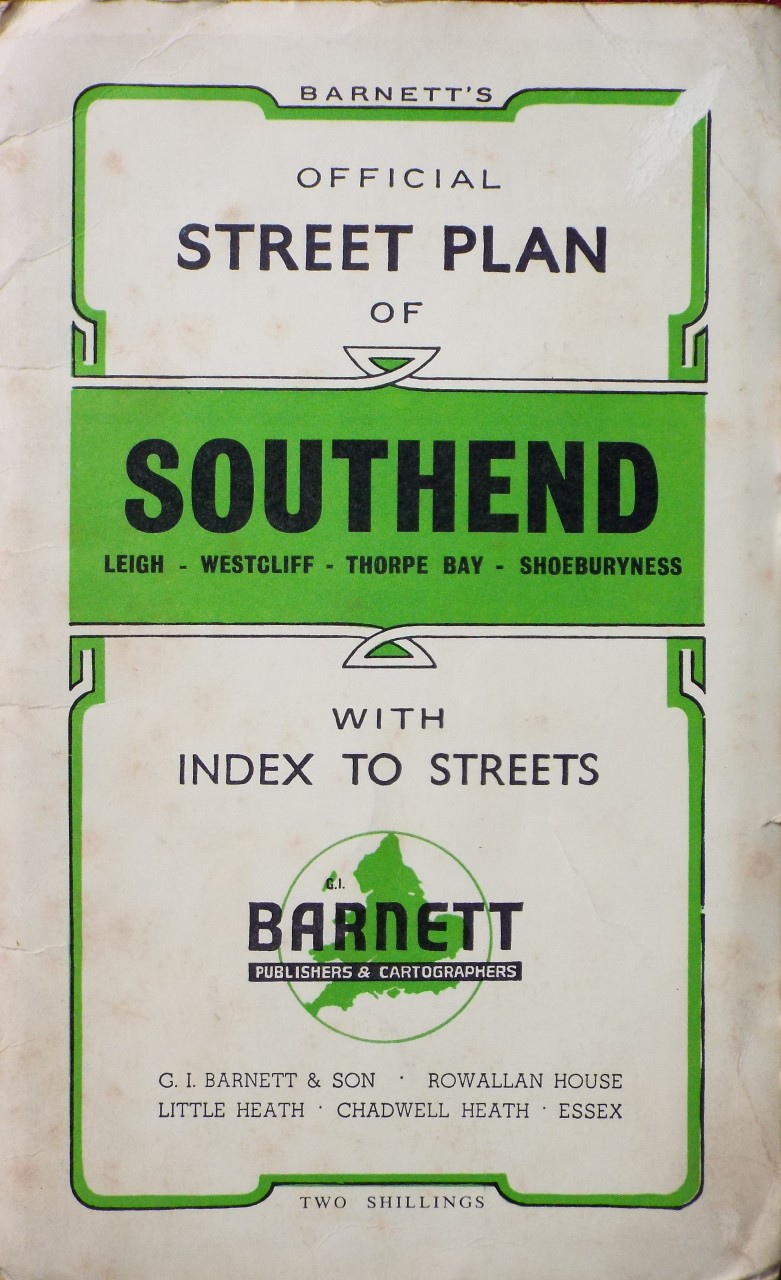 BARNETT'S
OFFICIAL
STREET PLAN
OF
SOUTHEND
LEIGH - WESTCLIFF - THORPE BAY - SHOEBURYNESS
WITH
INDEX TO STREETS
G.I.
BARNETT
PUBLISHERS & CARTOGRAPHERS
G. I. BARNETT & SON · ROWALLAN HOUSE
LITTLE HEATH · CHADWELL HEATH · ESSEX
TWO SHILLINGS